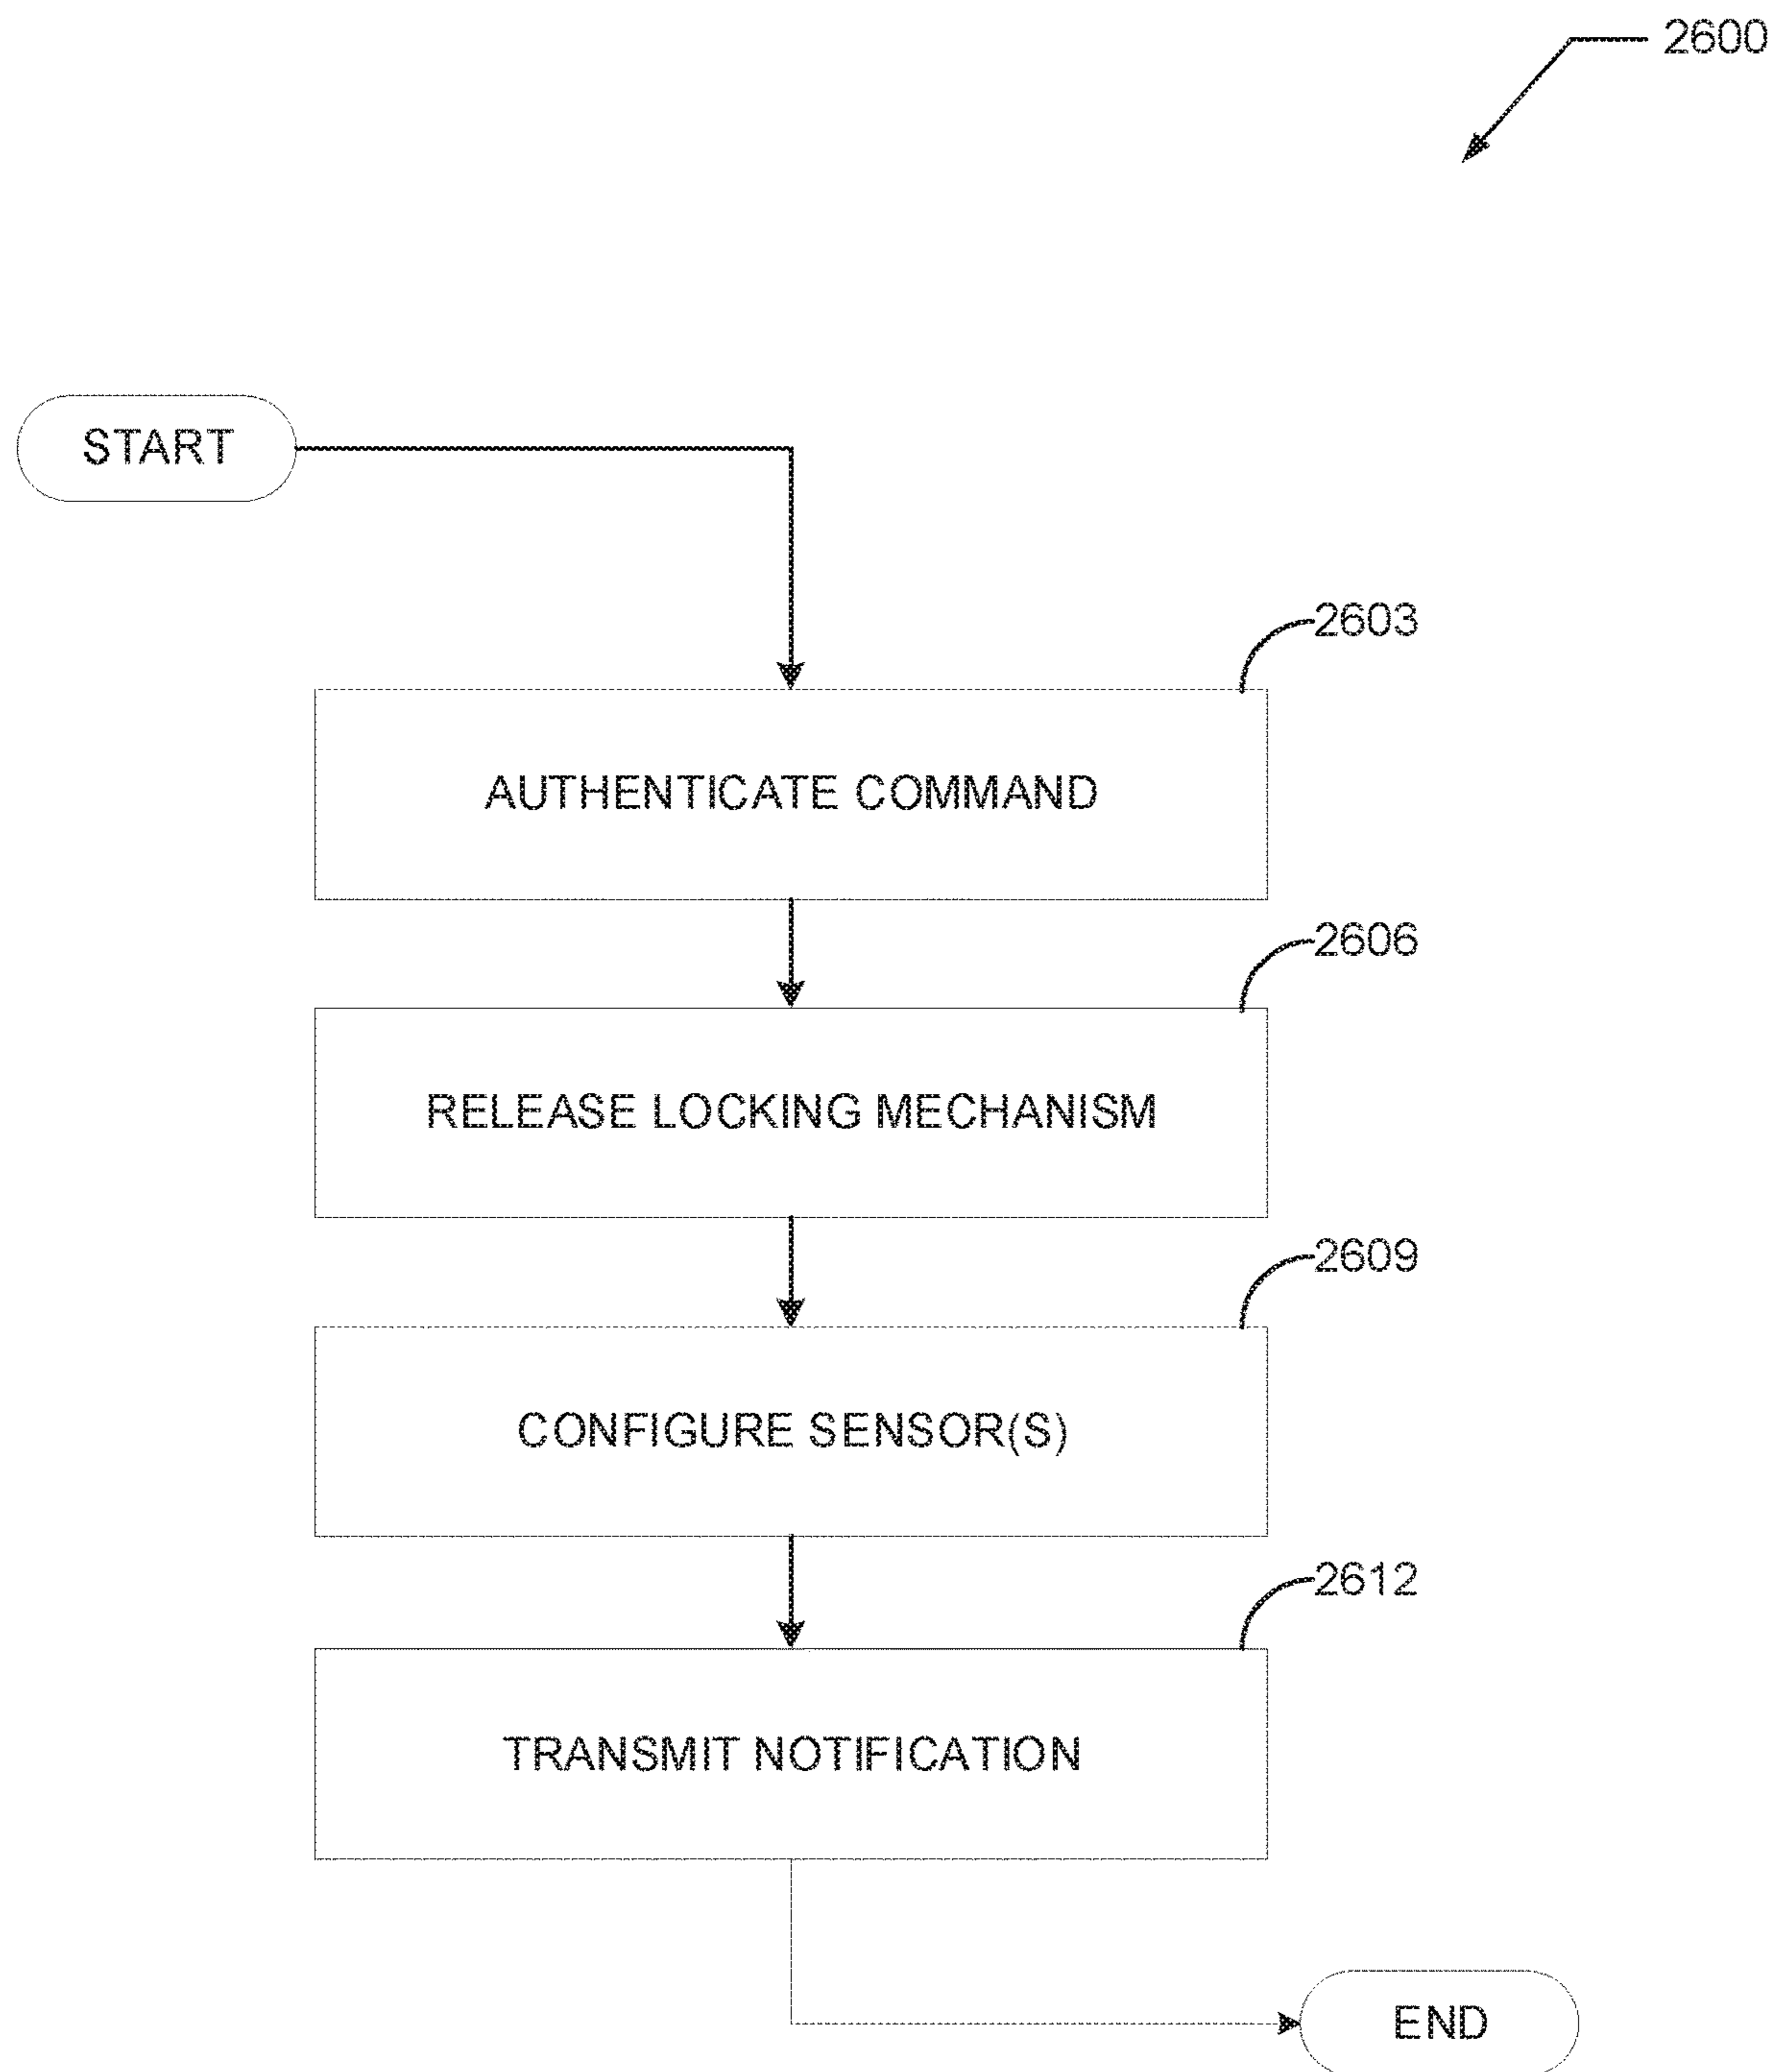 2600
START
2603
AUTHENTICATE COMMAND
2606
RELEASE LOCKING MECHANISM
2609
CONFIGURE SENSOR(S)
2612
TRANSMIT NOTIFICATION
END